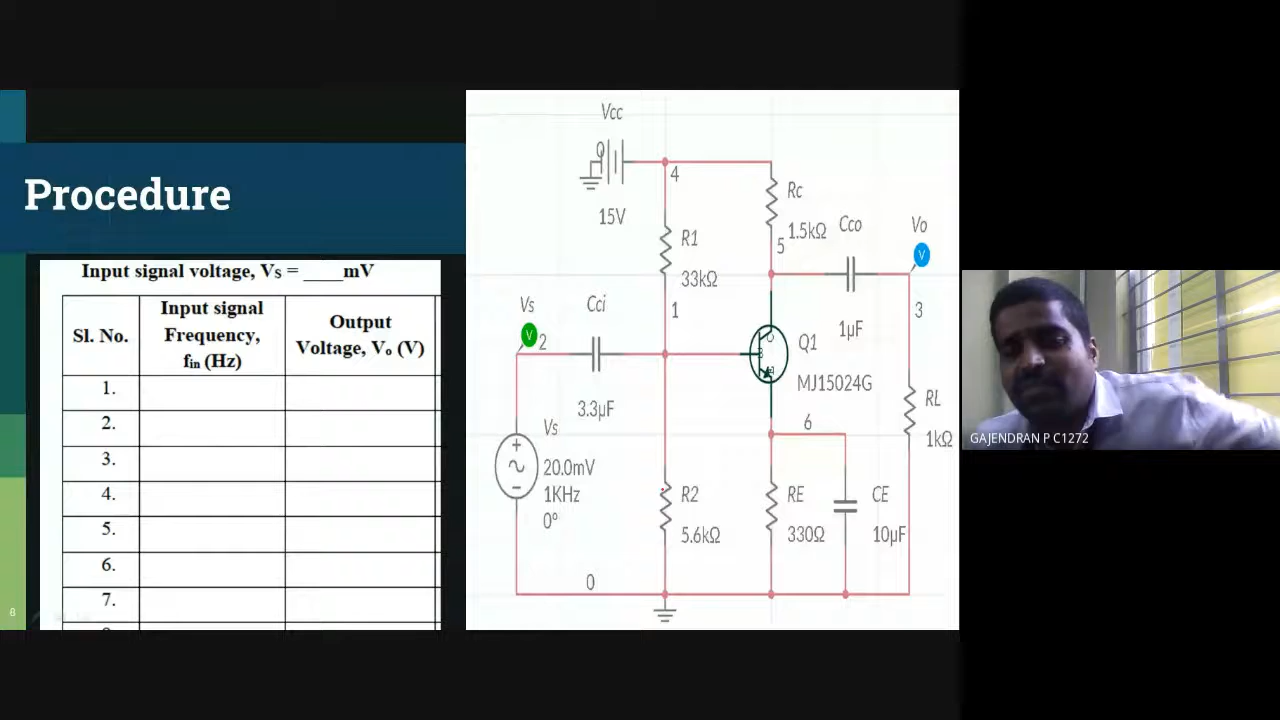 Procedure
Input signal voltage, Vs = ____mV
Sl. No.
Input signal
Frequency,
fin (Hz)
Output
Voltage, Vo (V)
1.
2.
3.
4.
5.
6.
7.
8
Vcc
0
15V
4
Rc
1.5kΩ
5
Cco
1µF
Vo
V
3
R1
33kΩ
1
Vs
V
2
Cci
3.3µF
Q1
MJ15024G
6
Vs
20.0mV
1KHz
0°
R2
5.6kΩ
RE
330Ω
CE
10µF
RL
1kΩ
0
GAJENDRAN P C1272